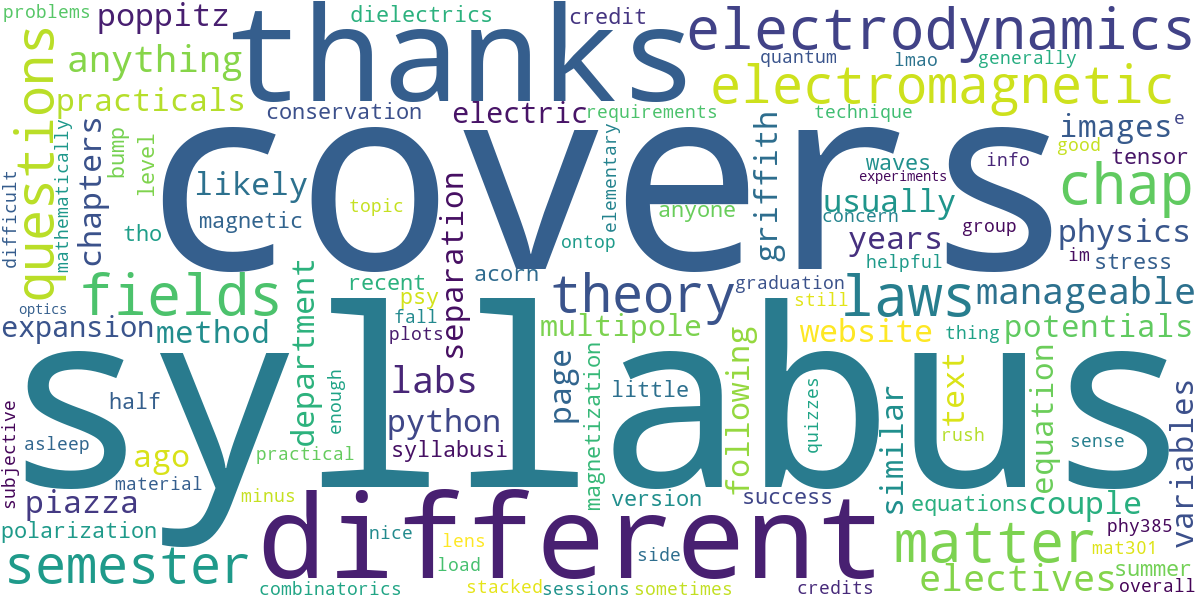 problems
poppitz
dielectrics
credit
thanks
electrodynamics
quantum
lmao
generally
questions
anything
electromagnetic
practicals
conservation
electric
requirements
technique
mathematically
chapters
bump
level
covers
elementary
griffith
images
e
good
info
tensor
waves
experiments
difficult
likely
separation
topic
anyone
usually
chap
magnetic
concern
group
physics
tho
years
ontop
helpful
im
stress
department
recent
acorn
theory
graduation
laws
manageable
fields
psy
still
optics
fall
expansion
method
plots
multipole
website
thing
potentials
syllabus
labs
page
magnetization
little
following
quizzes
similar
text
equation
variables
half
enough
python
subjective
asleep
syllabusi
rush
sense
ago
practical
material
minus
piazza
version
success
equations
couple
different
polarization
nice
lens
side
matter
phy385
mat301
semester
load
electives
summer
combinatorics
stacked
sessions
sometimes
credits
overall